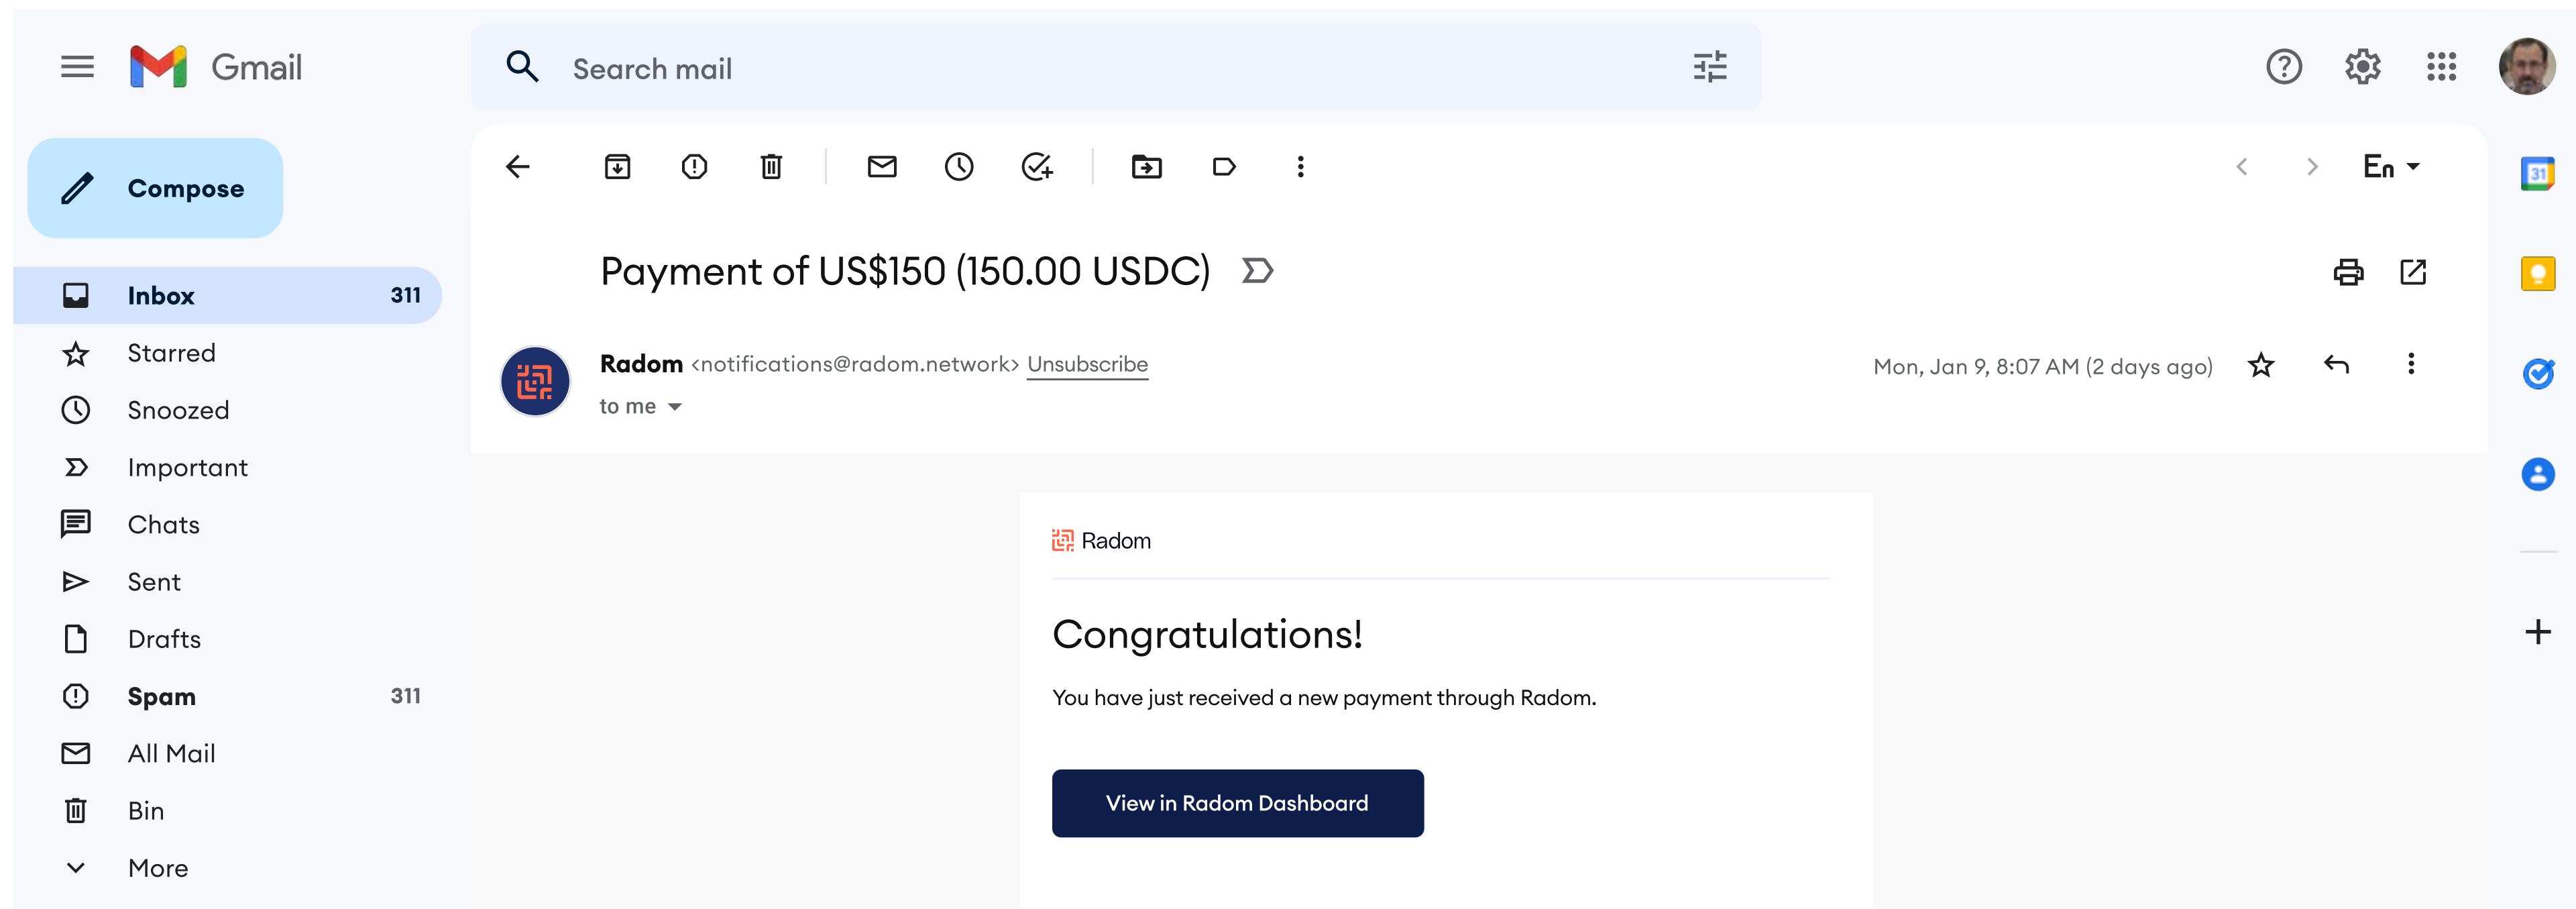 Gmail
Search mail
Compose
Inbox 311
Starred
Snoozed
Important
Chats
Sent
Drafts
Spam 311
All Mail
Bin
More
En
Payment of US$150 (150.00 USDC)
Radom <notifications@radom.network> Unsubscribe
Mon, Jan 9, 8:07 AM (2 days ago)
to me
Radom
Congratulations!
You have just received a new payment through Radom.
View in Radom Dashboard
31